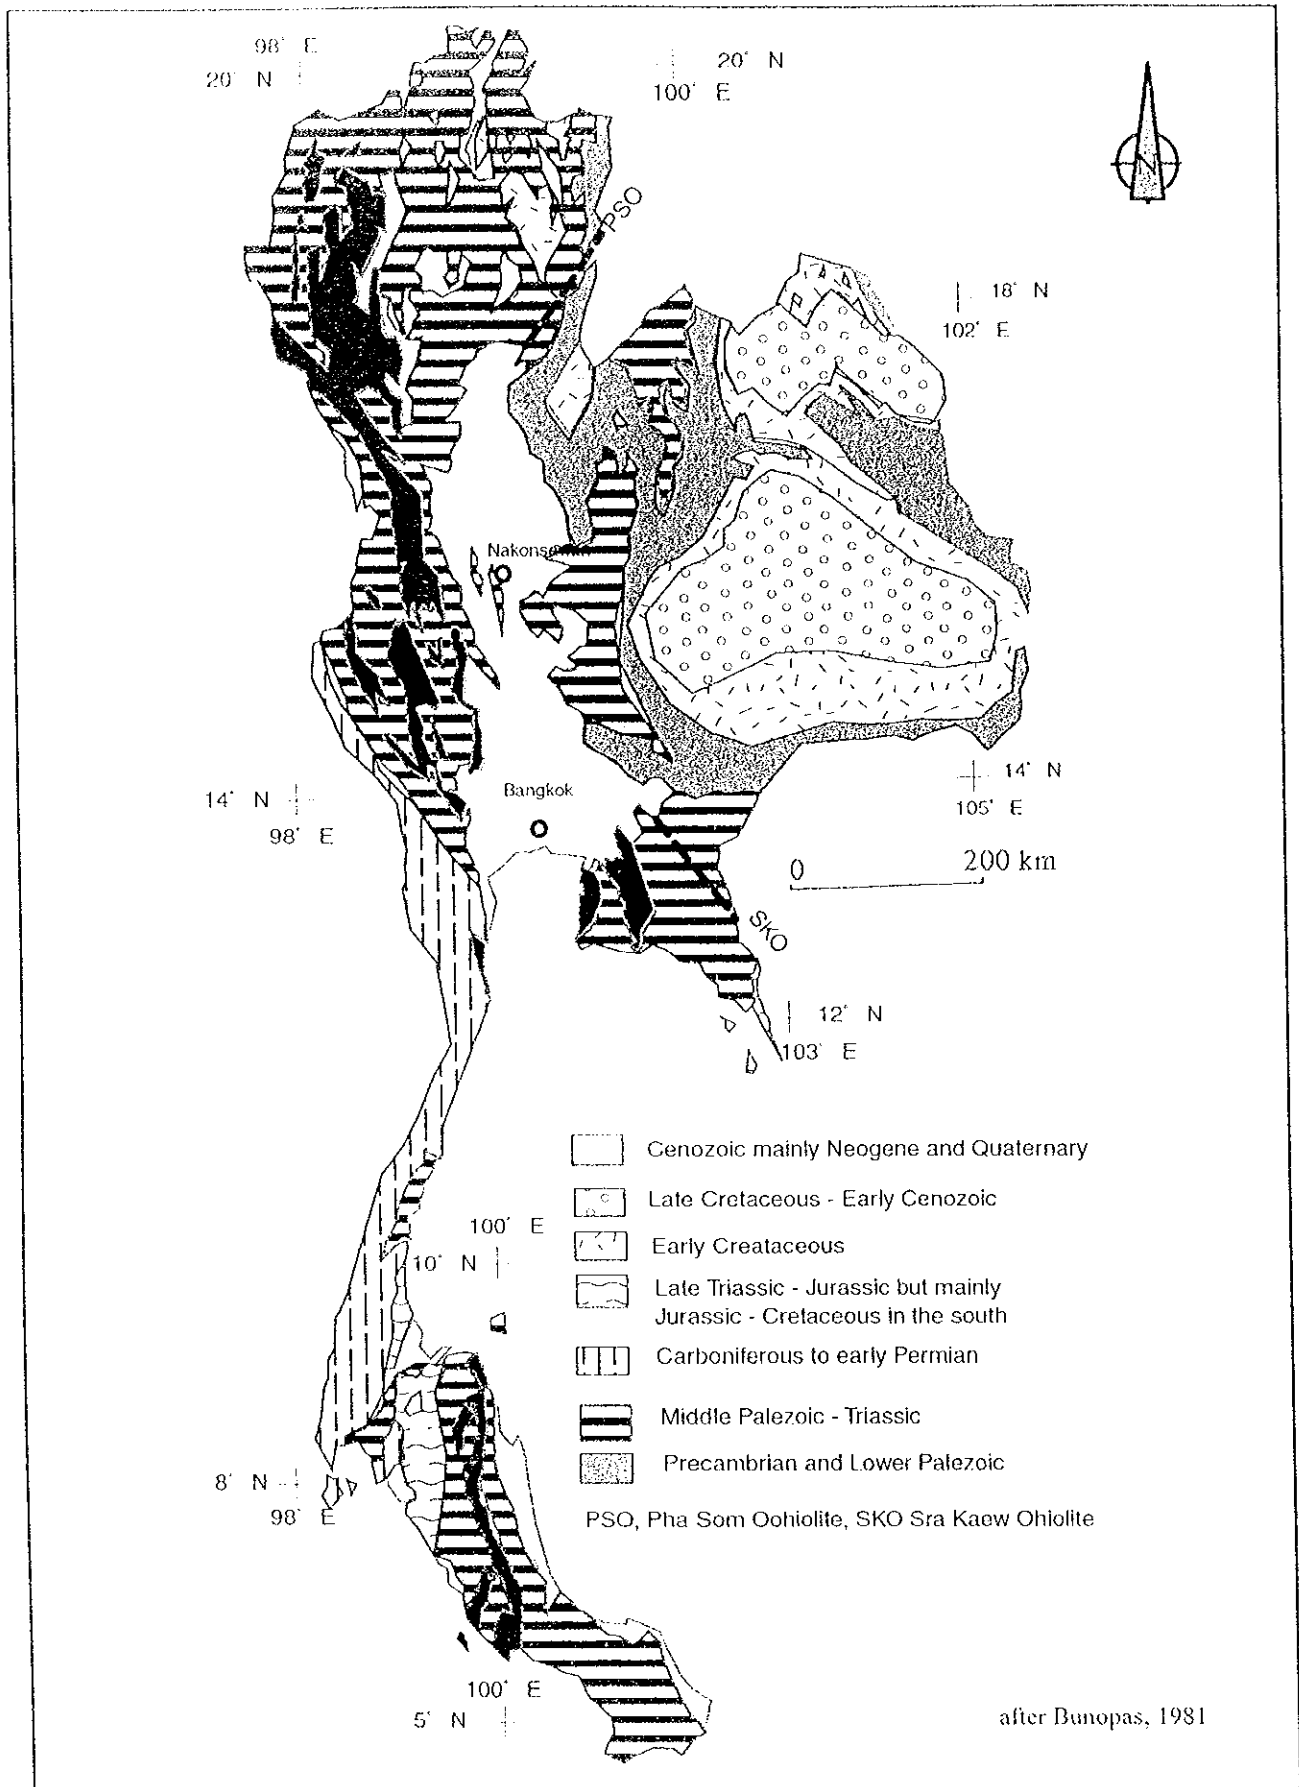 98° E
20° N
20° N
100° E
N
PSO
18° N
102° E
14° N
98° E
Bangkok
14° N
105° E
0
200 km
SKO
12° N
103° E
Cenozoic mainly Neogene and Quaternary
Late Cretaceous - Early Cenozoic
100° E
10° N
Early Creataceous
Late Triassic - Jurassic but mainly
Jurassic - Cretaceous in the south
Carboniferous to early Permian
Middle Palezoic - Triassic
Precambrian and Lower Palezoic
8° N
98° E
PSO, Pha Som Oohiolite, SKO Sra Kaew Ohiolite
100° E
5° N
after Bunopas, 1981